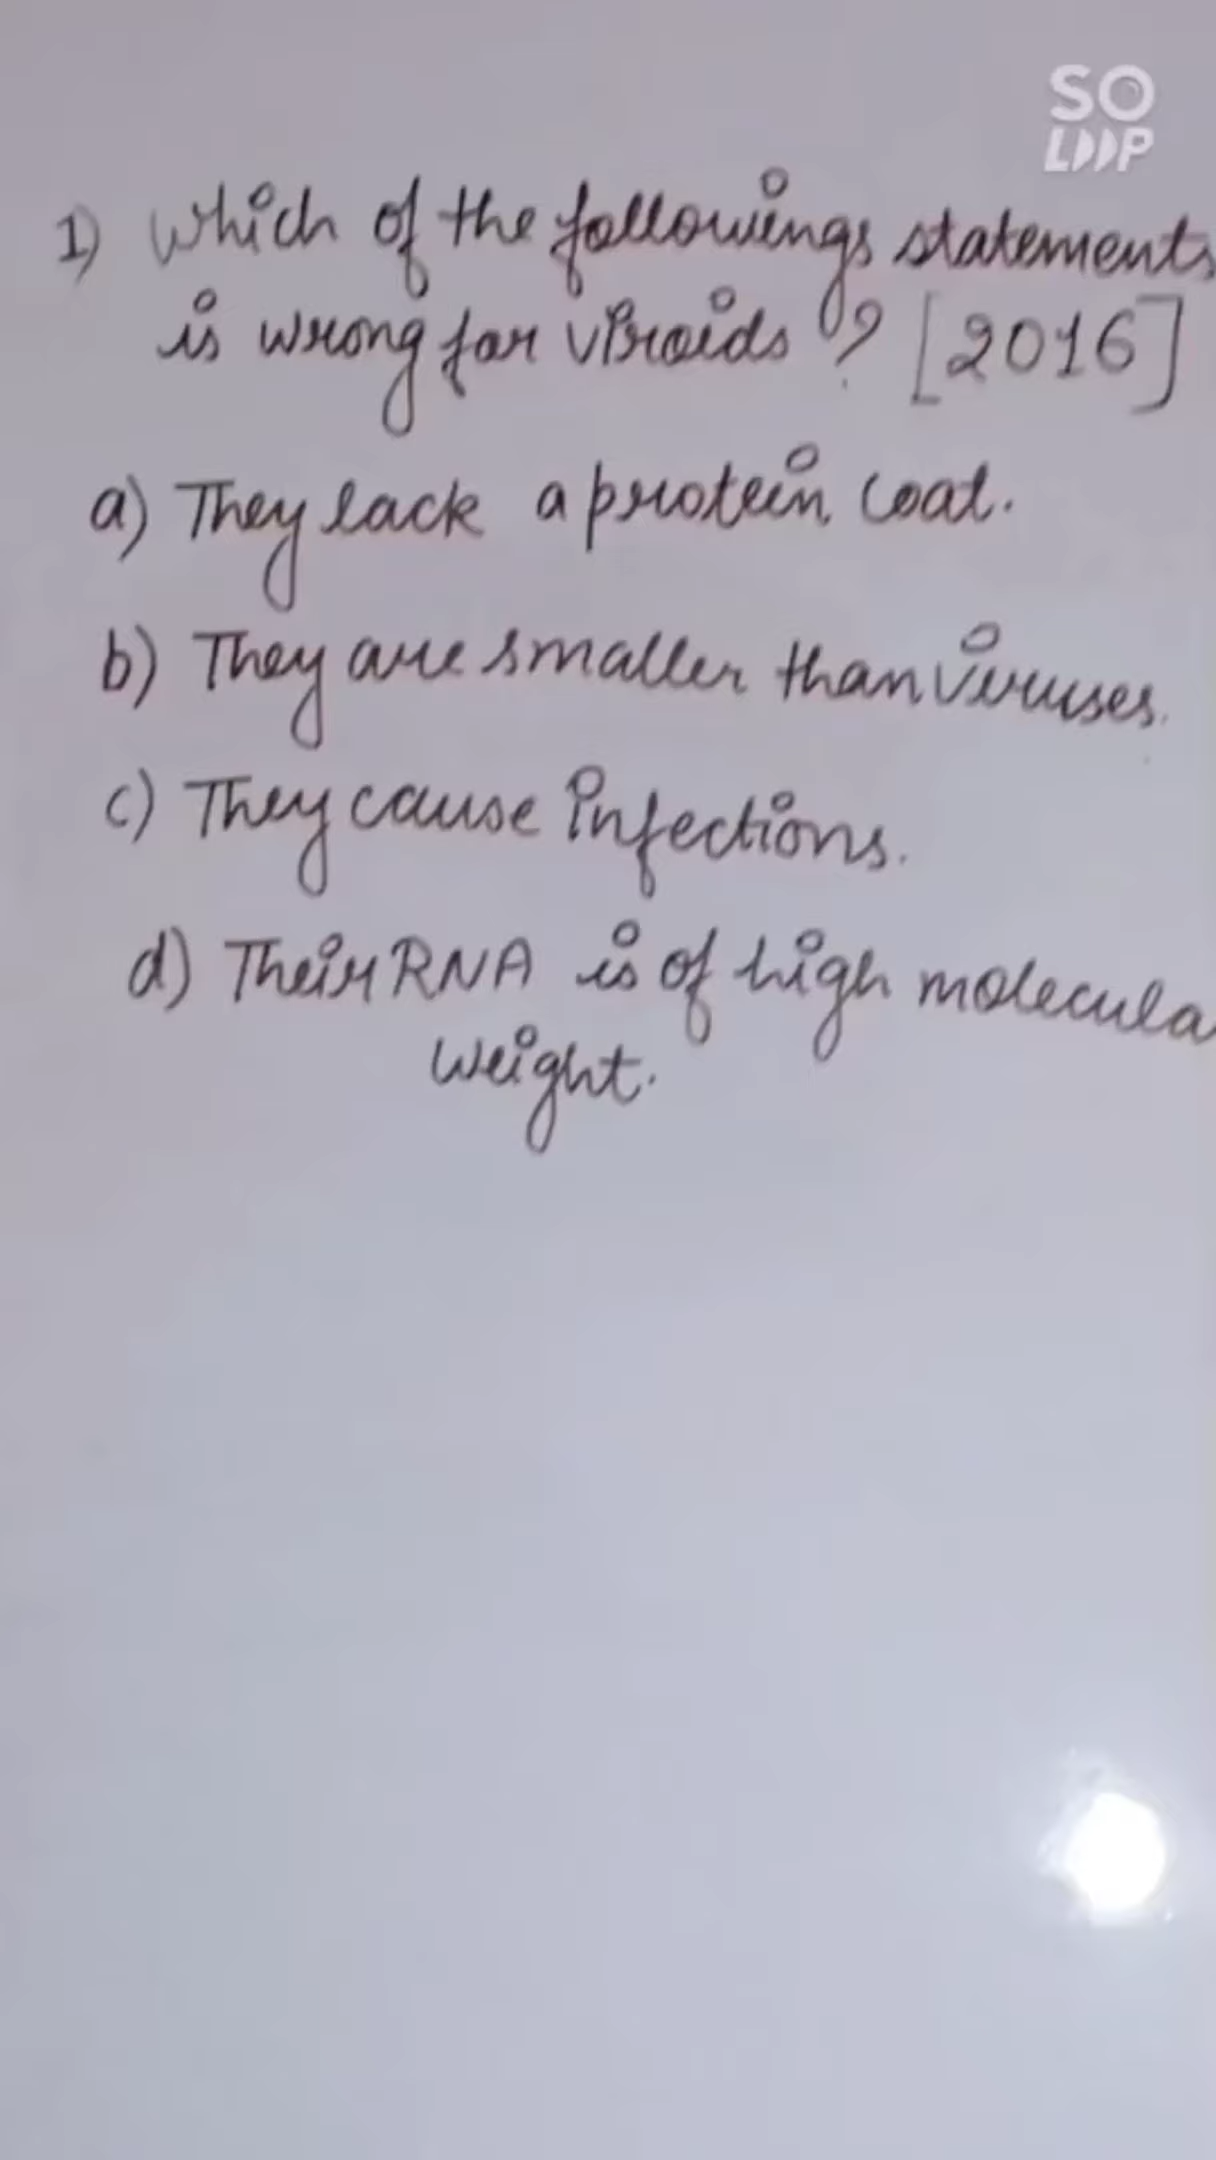 SO
LOOP
1) Which of the followings statements
is wrong for viroids? [2016]
a) They lack a protein coat.
b) They are smaller than viruses.
c) They cause infections.
d) Their RNA is of high molecula
weight.